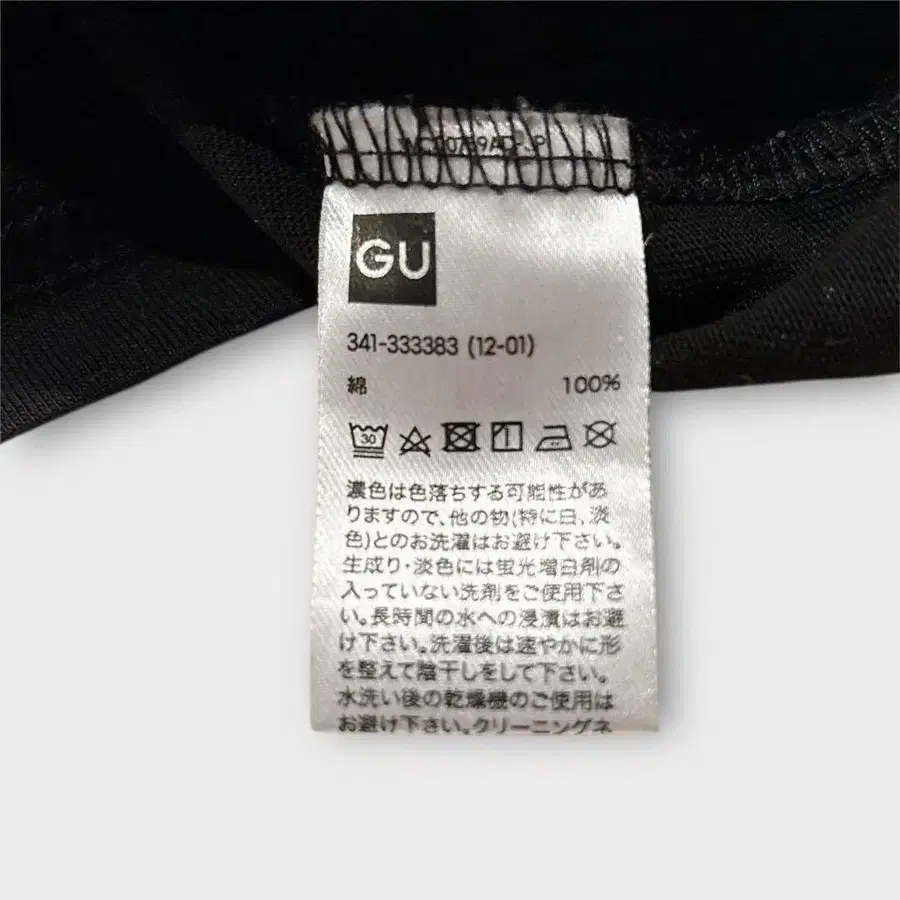 GU
341-333383 (12-01)
綿 100%
30
濃色は色落ちする可能性があ
りますので、他の物(特に白、淡
色)とのお洗濯はお避け下さい。
生成り・淡色には蛍光増白剤の
入っていない洗剤をご使用下さ
い。長時間の水への浸漬はお避
け下さい。洗濯後は速やかに形
を整えて陰干しをして下さい。
水洗い後の乾燥機のご使用は
お避け下さい。クリーニングネ